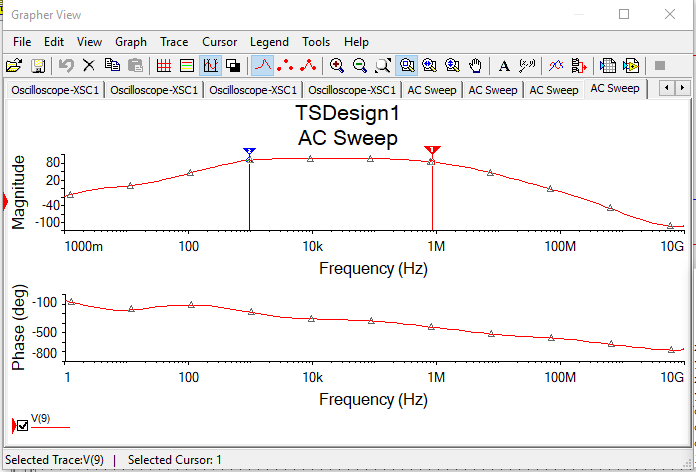 Grapher View
File Edit View Graph Trace Cursor Legend Tools Help
Oscilloscope-XSC1 Oscilloscope-XSC1 Oscilloscope-XSC1 Oscilloscope-XSC1 AC Sweep AC Sweep AC Sweep AC Sweep
TSDesign1
AC Sweep
2 1
Magnitude
80
20
-40
-100
1000m 100 10k 1M 100M 10G
Frequency (Hz)
Phase (deg)
-100
-500
-800
1 100 10k 1M 100M 10G
Frequency (Hz)
V(9)
Selected Trace:V(9) | Selected Cursor: 1